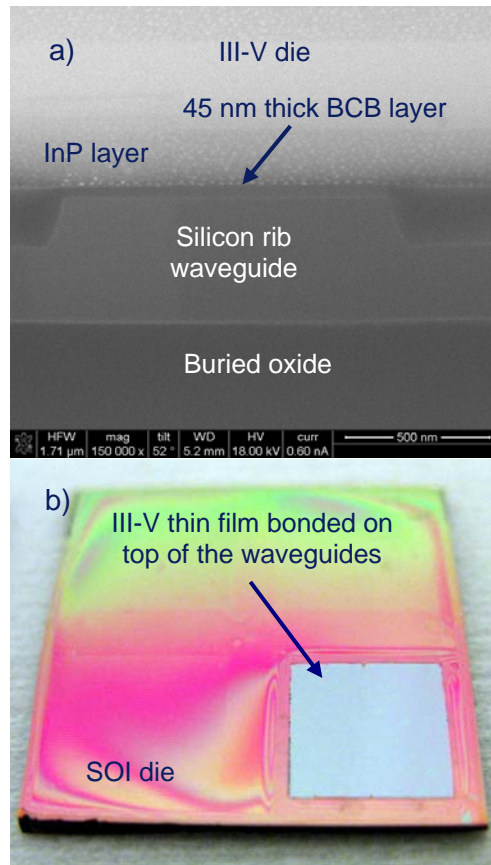 a)
III-V die
45 nm thick BCB layer
InP layer
Silicon rib
waveguide
Buried oxide
HFW mag tilt WD HV curr
1.71 µm 150 000 x 52 ° 5.2 mm 18.00 kV 0.60 nA
500 nm
b)
III-V thin film bonded on
top of the waveguides
SOI die